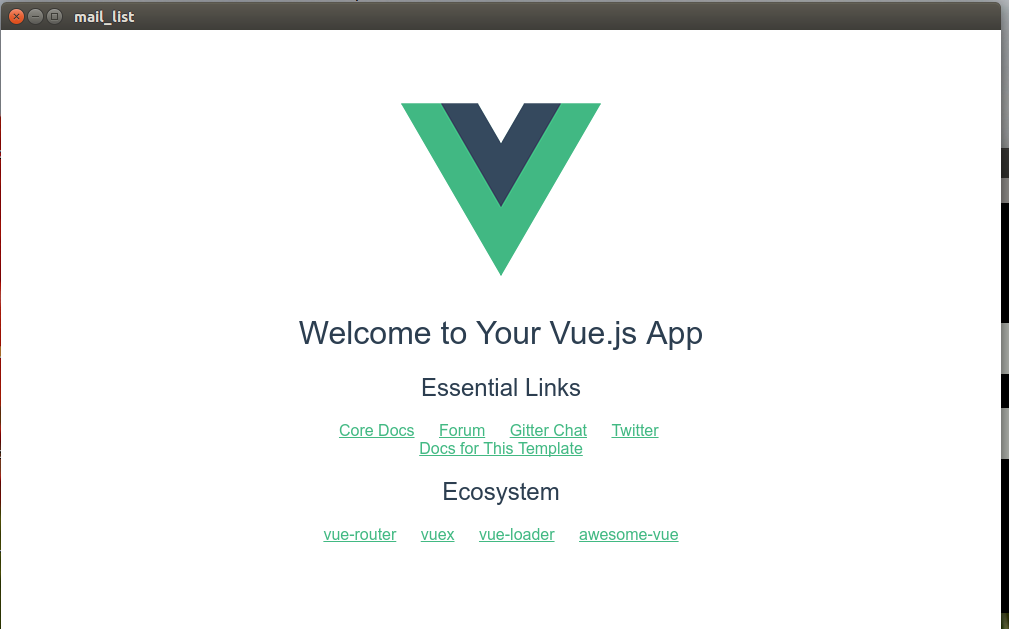 mail_list
Welcome to Your Vue.js App
Essential Links
Core Docs Forum Gitter Chat Twitter
Docs for This Template
Ecosystem
vue-router vuex vue-loader awesome-vue